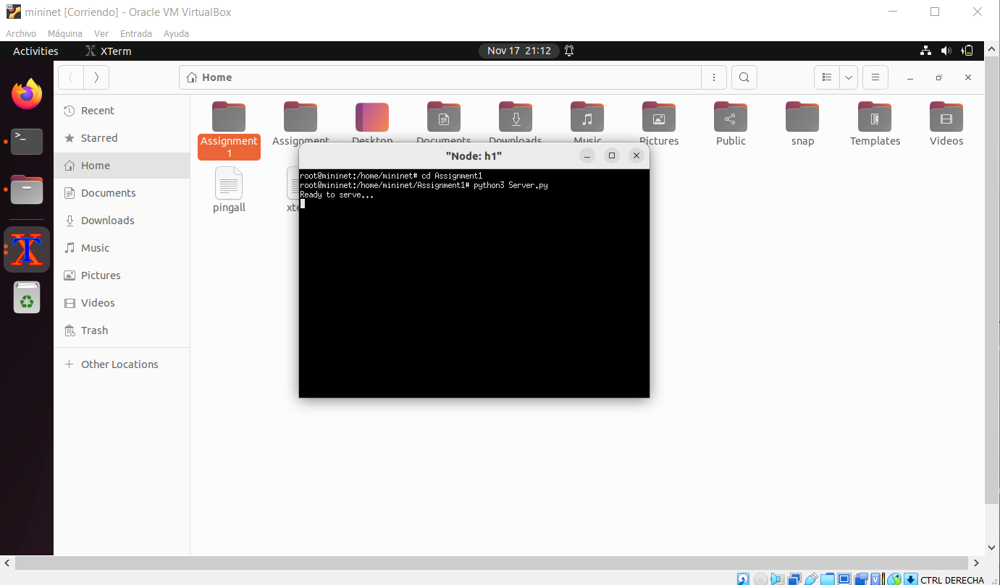 mininet [Corriendo] - Oracle VM VirtualBox
Archivo Máquina Ver Entrada Ayuda
Activities XTerm Nov 17 21:12
Home
Recent
Starred
Home
Documents
Downloads
Music
Pictures
Videos
Trash
Other Locations
Assignment
1
Assignment
Desktop
Documents
Downloads
Music
Pictures
Public
snap
Templates
Videos
pingall
"Node: h1"
root@mininet:/home/mininet# cd Assignment1
root@mininet:/home/mininet/Assignment1# python3 Server.py
Ready to serve...
CTRL DERECHA